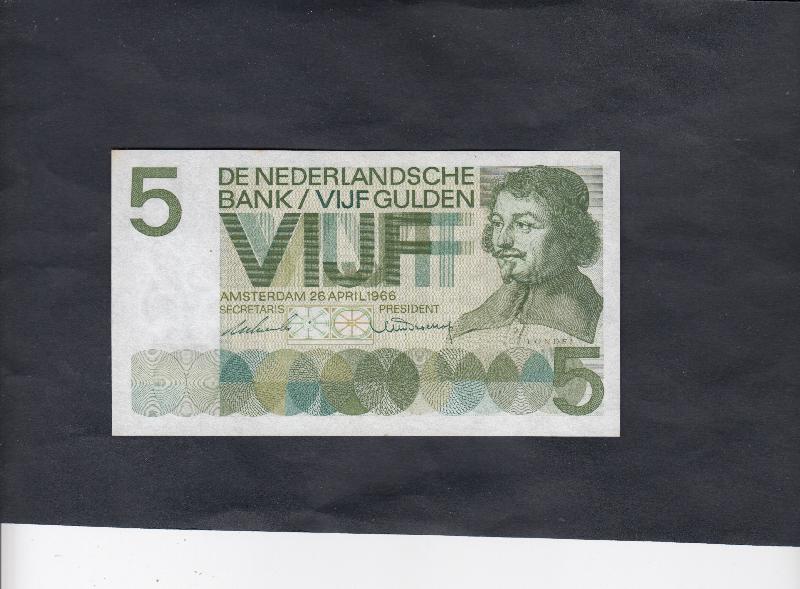 5
DE NEDERLANDSCHE
BANK / VIJF GULDEN
VIJF
AMSTERDAM 26 APRIL 1966
SECRETARIS PRESIDENT
VONDEL
5